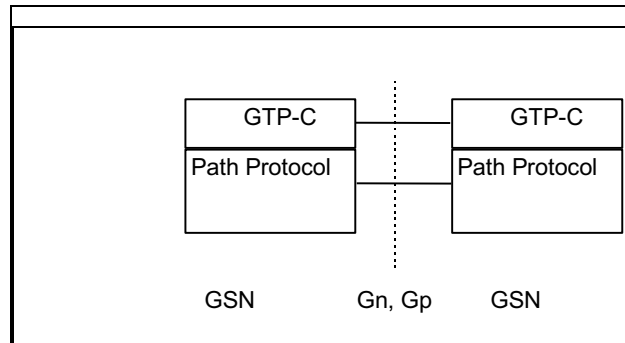 GTP-C GTP-C
Path Protocol Path Protocol
GSN Gn, Gp GSN